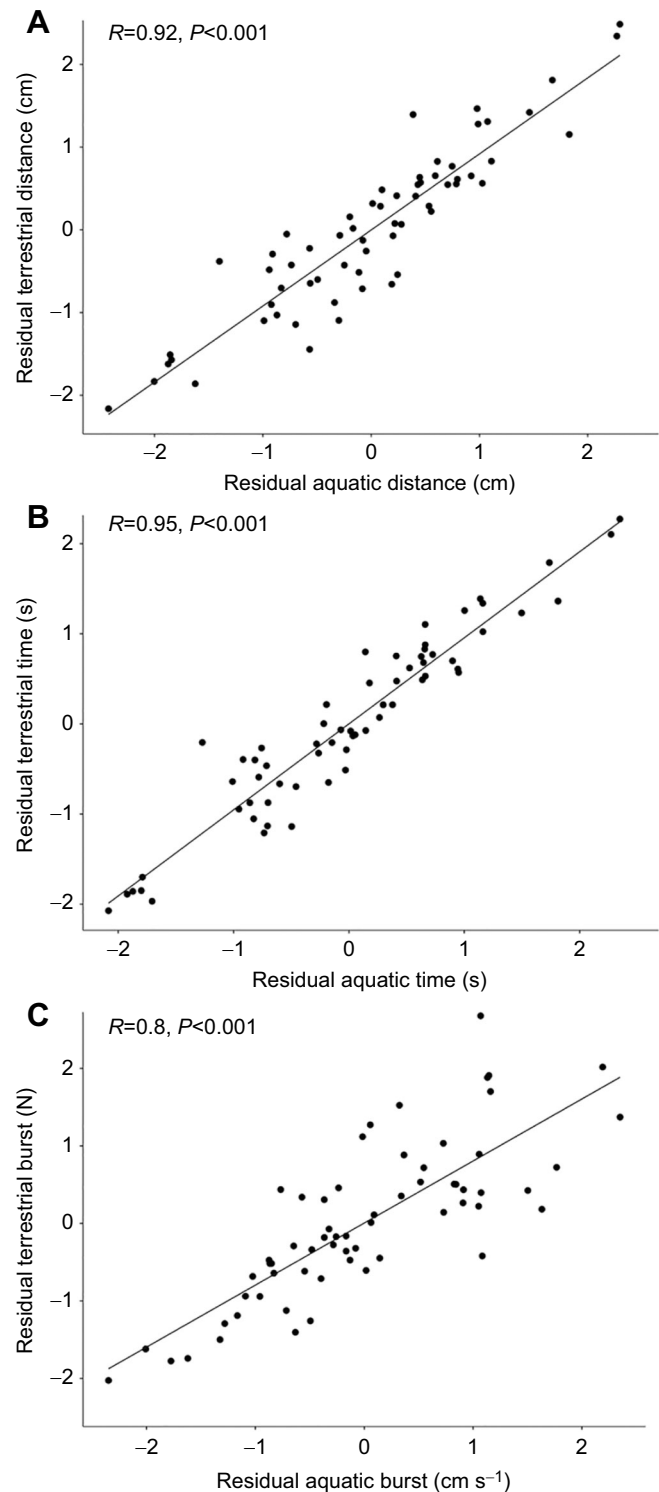 A
R=0.92, P<0.001
Residual terrestrial distance (cm)
2
1
0
−1
−2
−2 −1 0 1 2
Residual aquatic distance (cm)
B
R=0.95, P<0.001
Residual terrestrial time (s)
2
1
0
−1
−2
−2 −1 0 1 2
Residual aquatic time (s)
C
R=0.8, P<0.001
Residual terrestrial burst (N)
2
1
0
−1
−2
−2 −1 0 1 2
Residual aquatic burst (cm s⁻¹)